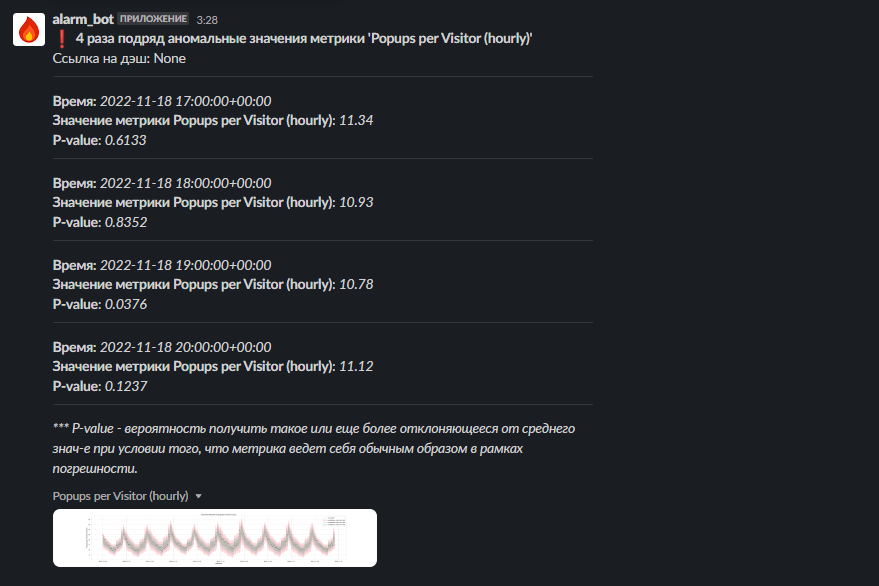 alarm_bot ПРИЛОЖЕНИЕ 3:28
❗ 4 раза подряд аномальные значения метрики 'Popups per Visitor (hourly)'
Ссылка на дэш: None
Время: 2022-11-18 17:00:00+00:00
Значение метрики Popups per Visitor (hourly): 11.34
P-value: 0.6133
Время: 2022-11-18 18:00:00+00:00
Значение метрики Popups per Visitor (hourly): 10.93
P-value: 0.8352
Время: 2022-11-18 19:00:00+00:00
Значение метрики Popups per Visitor (hourly): 10.78
P-value: 0.0376
Время: 2022-11-18 20:00:00+00:00
Значение метрики Popups per Visitor (hourly): 11.12
P-value: 0.1237
*** P-value - вероятность получить такое или еще более отклоняющееся от среднего
знач-е при условии того, что метрика ведет себя обычным образом в рамках
погрешности.
Popups per Visitor (hourly)